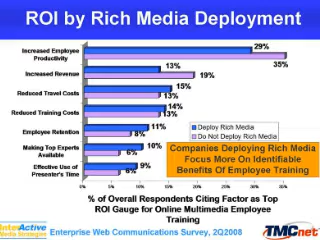 ROI by Rich Media Deployment
Increased Employee
Productivity
29%
35%
Increased Revenue
13%
19%
Reduced Travel Costs
15%
13%
Reduced Training Costs
14%
13%
Employee Retention
11%
8%
Making Top Experts
Available
10%
6%
Effective Use of
Presenter's Time
9%
6%
Deploy Rich Media
Do Not Deploy Rich Media
Companies Deploying Rich Media
Focus More On Identifiable
Benefits Of Employee Training
0% 5% 10% 15% 20% 25% 30% 35%
% of Overall Respondents Citing Factor as Top
ROI Gauge for Online Multimedia Employee
Training
InterActive
Media Strategies
Enterprise Web Communications Survey, 2Q2008
TMCnet